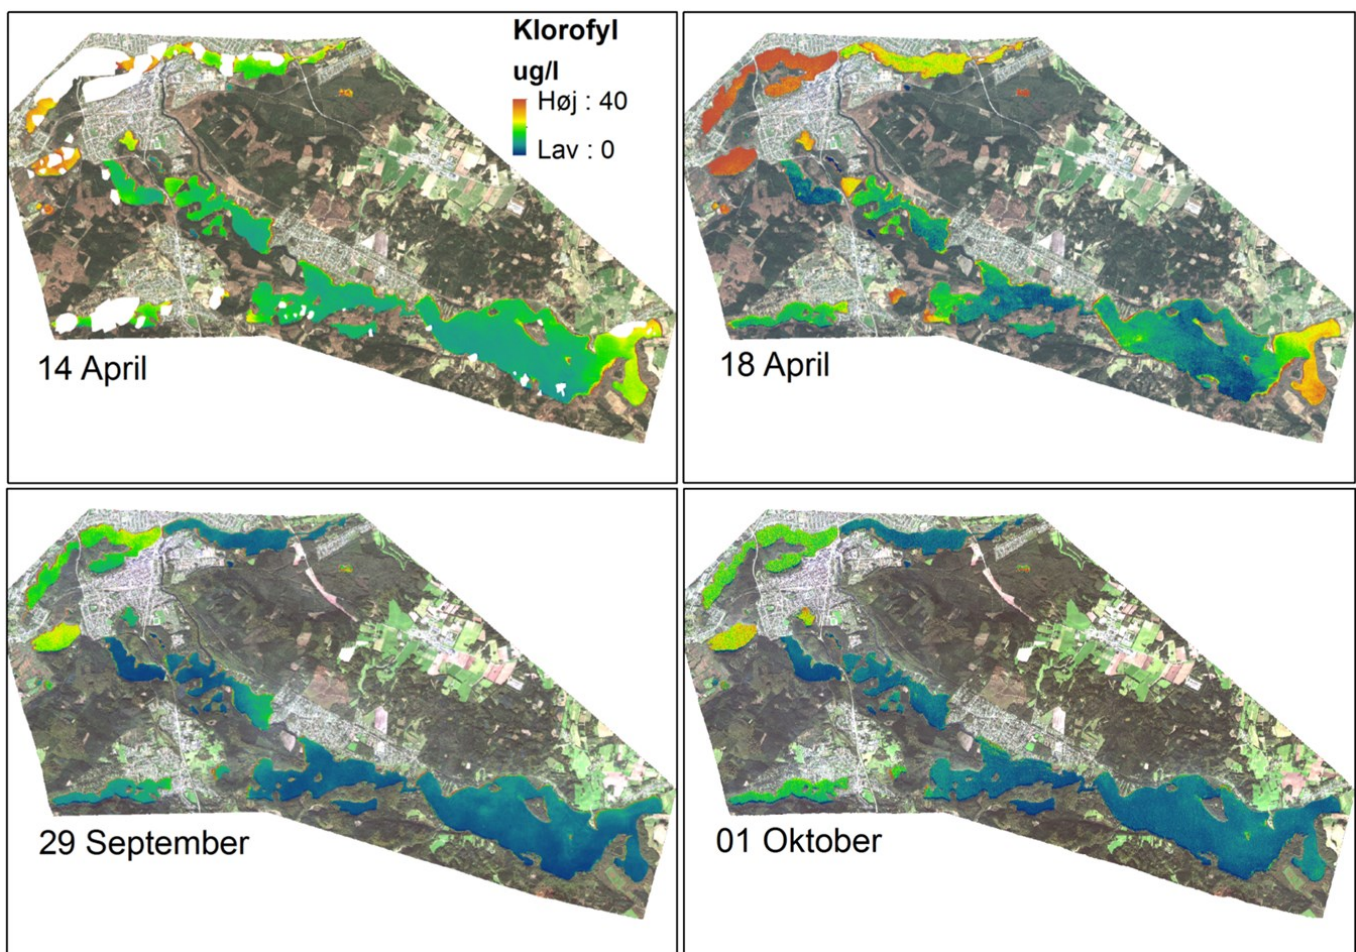 Klorofyl
ug/l
Høj : 40
Lav : 0
14 April
18 April
29 September
01 Oktober